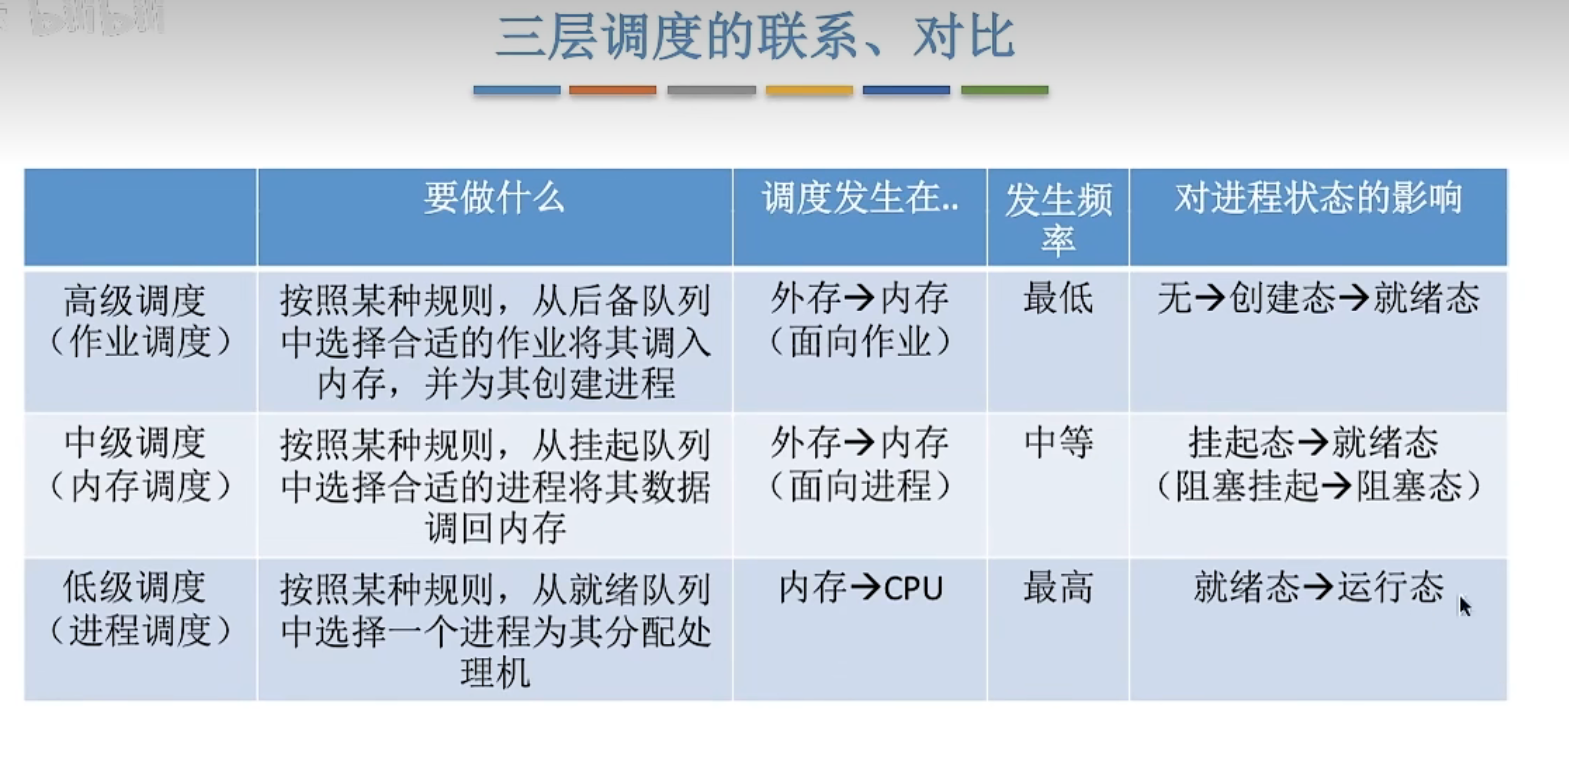 bilibili
三层调度的联系、对比
要做什么
调度发生在..
发生频
率
对进程状态的影响
高级调度
（作业调度）
按照某种规则，从后备队列
中选择合适的作业将其调入
内存，并为其创建进程
外存→内存
（面向作业）
最低
无→创建态→就绪态
中级调度
（内存调度）
按照某种规则，从挂起队列
中选择合适的进程将其数据
调回内存
外存→内存
（面向进程）
中等
挂起态→就绪态
（阻塞挂起→阻塞态）
低级调度
（进程调度）
按照某种规则，从就绪队列
中选择一个进程为其分配处
理机
内存→CPU
最高
就绪态→运行态